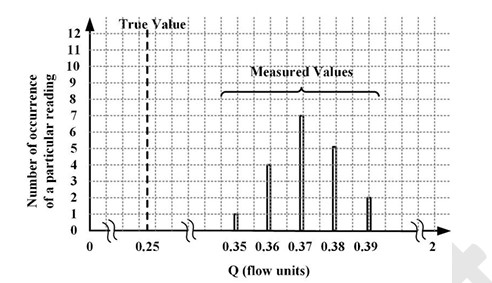 True Value
12
11
10
9
8
7
6
5
4
3
2
1
0
Number of occurrence
of a particular reading
Measured Values
0 0.25 0.35 0.36 0.37 0.38 0.39 2
Q (flow units)